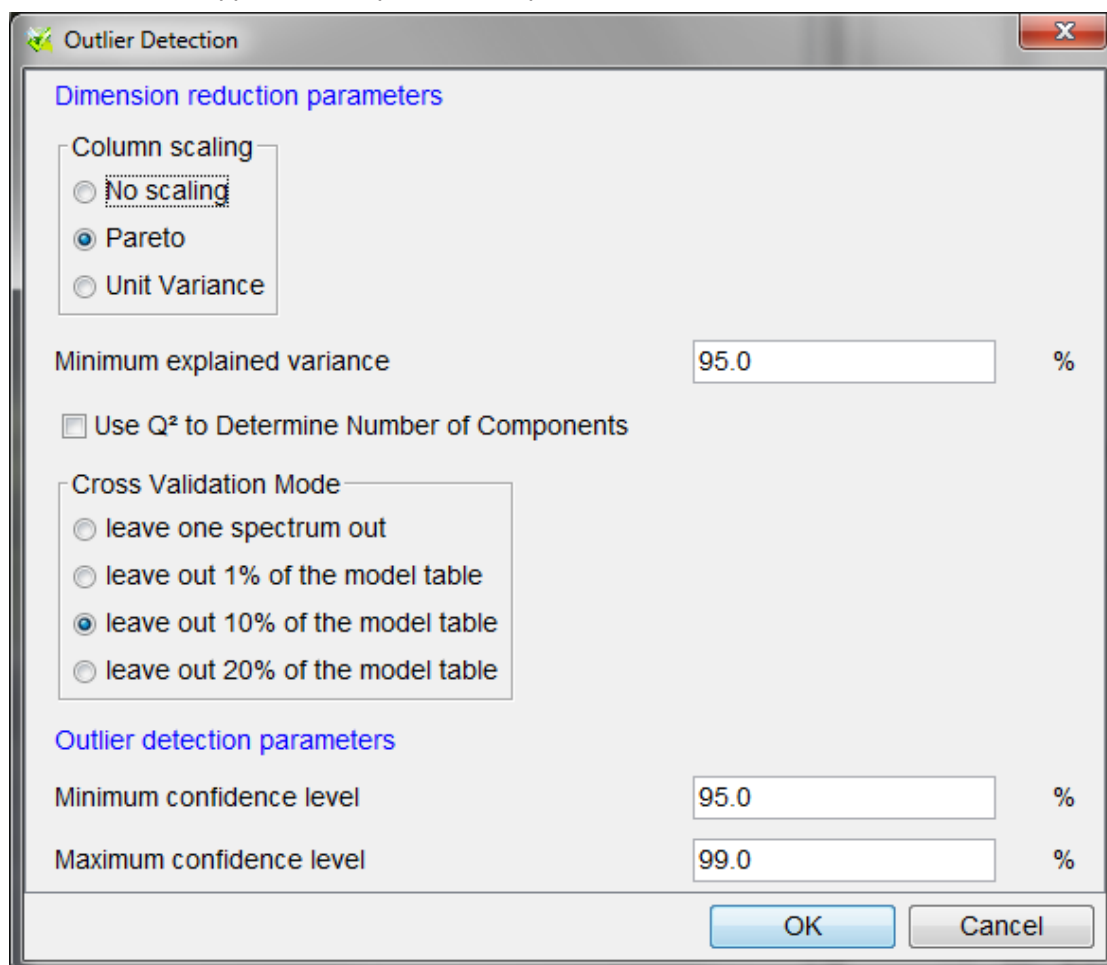 Outlier Detection
X
Dimension reduction parameters
Column scaling
No scaling
Pareto
Unit Variance
Minimum explained variance 95.0 %
Use Q² to Determine Number of Components
Cross Validation Mode
leave one spectrum out
leave out 1% of the model table
leave out 10% of the model table
leave out 20% of the model table
Outlier detection parameters
Minimum confidence level 95.0 %
Maximum confidence level 99.0 %
OK Cancel